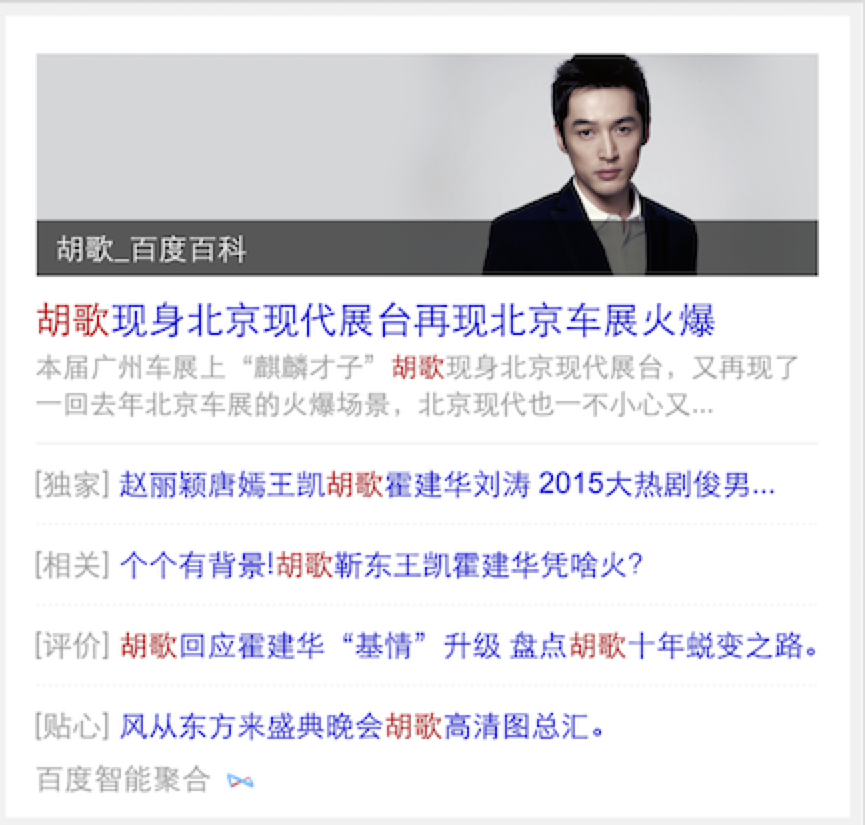 胡歌_百度百科
胡歌现身北京现代展台再现北京车展火爆
本届广州车展上“麒麟才子”胡歌现身北京现代展台，又再现了
一回去年北京车展的火爆场景，北京现代也一不小心又...
[独家] 赵丽颖唐嫣王凯胡歌霍建华刘涛 2015大热剧俊男...
[相关] 个个有背景!胡歌靳东王凯霍建华凭啥火?
[评价] 胡歌回应霍建华“基情”升级 盘点胡歌十年蜕变之路。
[贴心] 风从东方来盛典晚会胡歌高清图总汇。
百度智能聚合